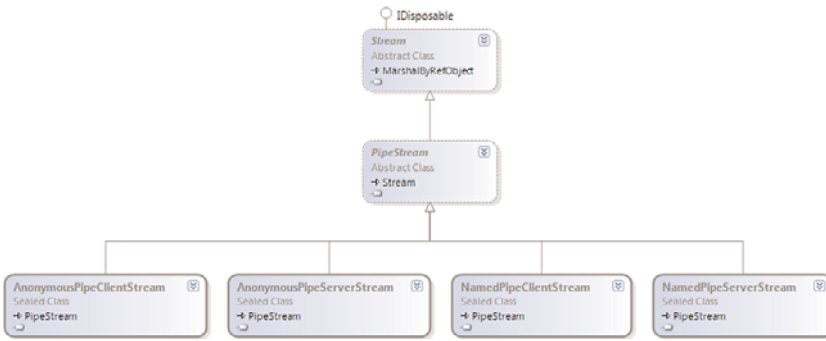 IDisposable
Stream
Abstract Class
MarshalByRefObject
PipeStream
Abstract Class
Stream
AnonymousPipeClientStream
Sealed Class
PipeStream
AnonymousPipeServerStream
Sealed Class
PipeStream
NamedPipeClientStream
Sealed Class
PipeStream
NamedPipeServerStream
Sealed Class
PipeStream